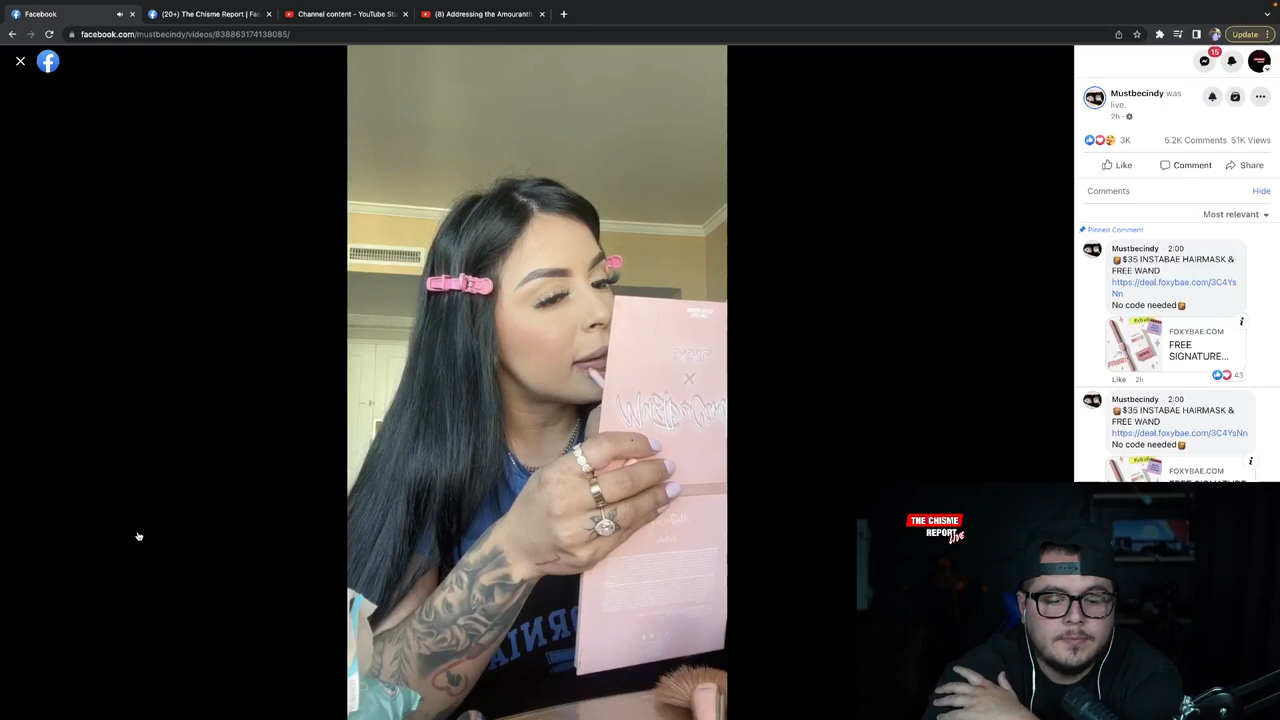 Facebook
(20+) The Chisme Report | Fac
Channel content - YouTube St
(8) Addressing the Amouranth
facebook.com/mustbecindy/videos/838863174138085/
Update
15
Mustbecindy was
live.
2h
3K
5.2K Comments 51K Views
Like
Comment
Share
Comments
Hide
Most relevant
Pinned Comment
Mustbecindy · 2:00
$35 INSTABAE HAIRMASK &
FREE WAND
https://deal.foxybae.com/3C4Ys
Nn
No code needed
FOXYBAE.COM
FREE
SIGNATURE...
43
Like 2h
Mustbecindy · 2:00
$35 INSTABAE HAIRMASK &
FREE WAND
https://deal.foxybae.com/3C4YsNn
No code needed
FOXYBAE.COM
THE CHISME
REPORT
live